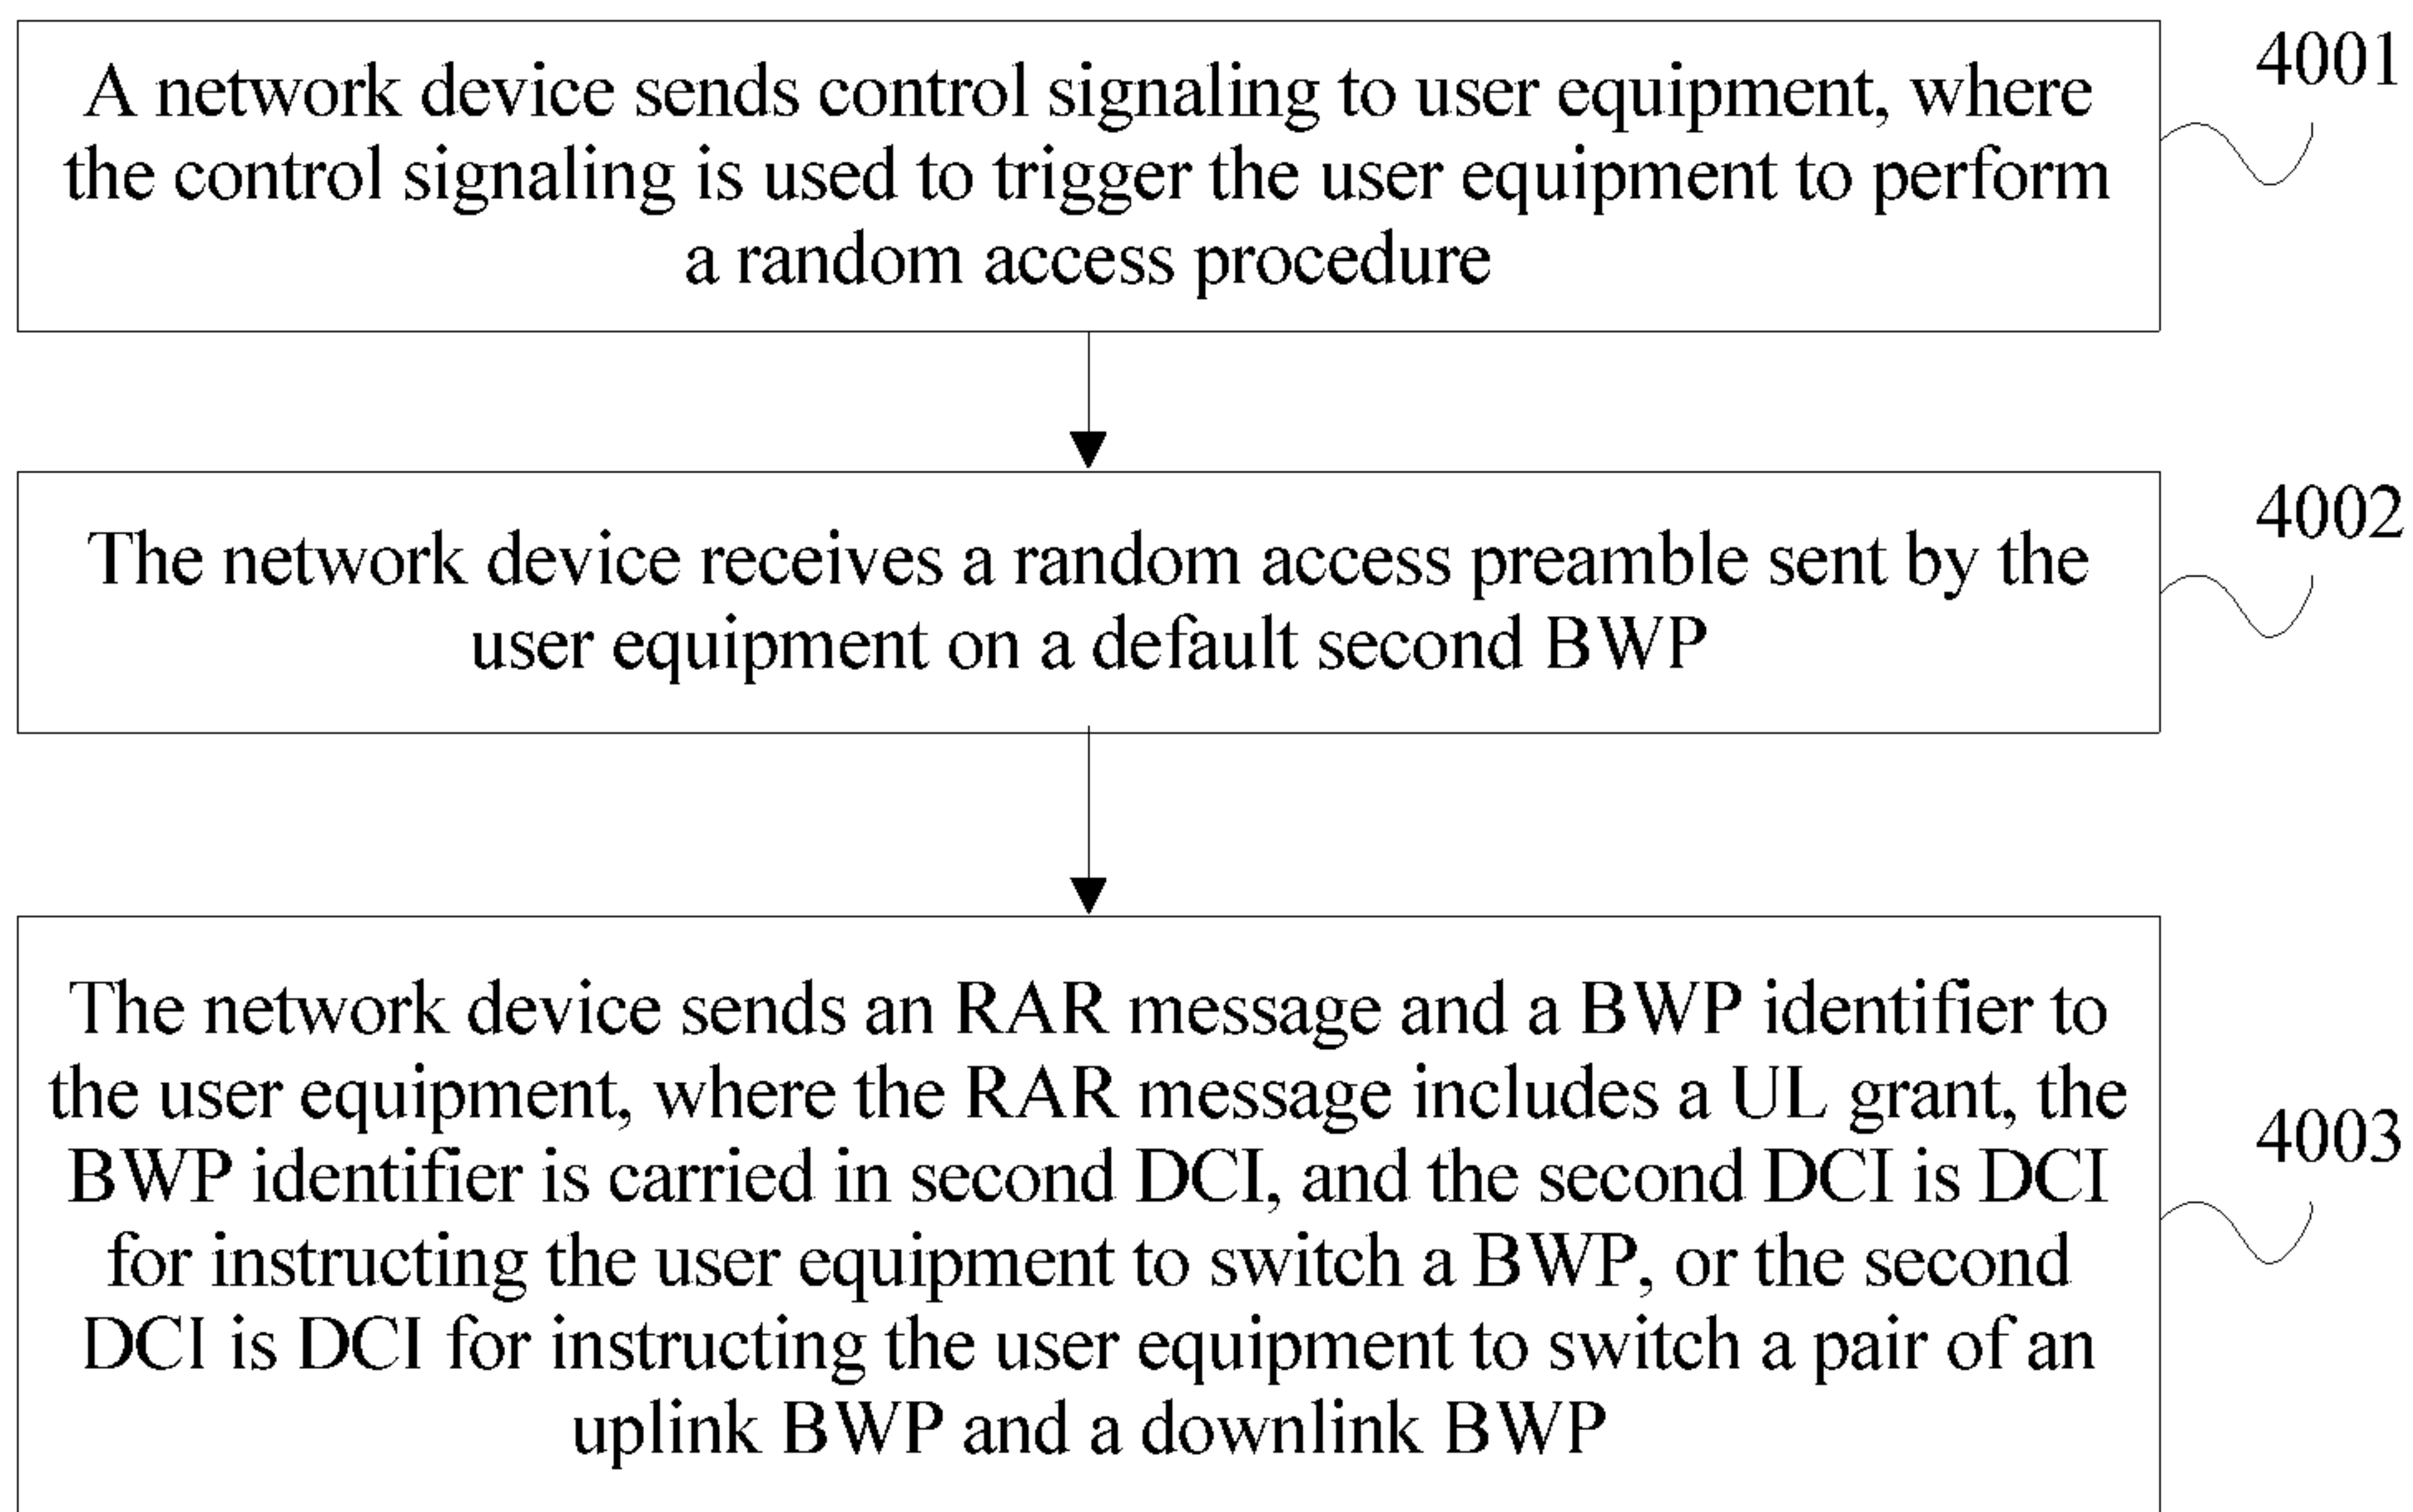 A network device sends control signaling to user equipment, where
the control signaling is used to trigger the user equipment to perform
a random access procedure
4001
The network device receives a random access preamble sent by the
user equipment on a default second BWP
4002
The network device sends an RAR message and a BWP identifier to
the user equipment, where the RAR message includes a UL grant, the
BWP identifier is carried in second DCI, and the second DCI is DCI
for instructing the user equipment to switch a BWP, or the second
DCI is DCI for instructing the user equipment to switch a pair of an
uplink BWP and a downlink BWP
4003